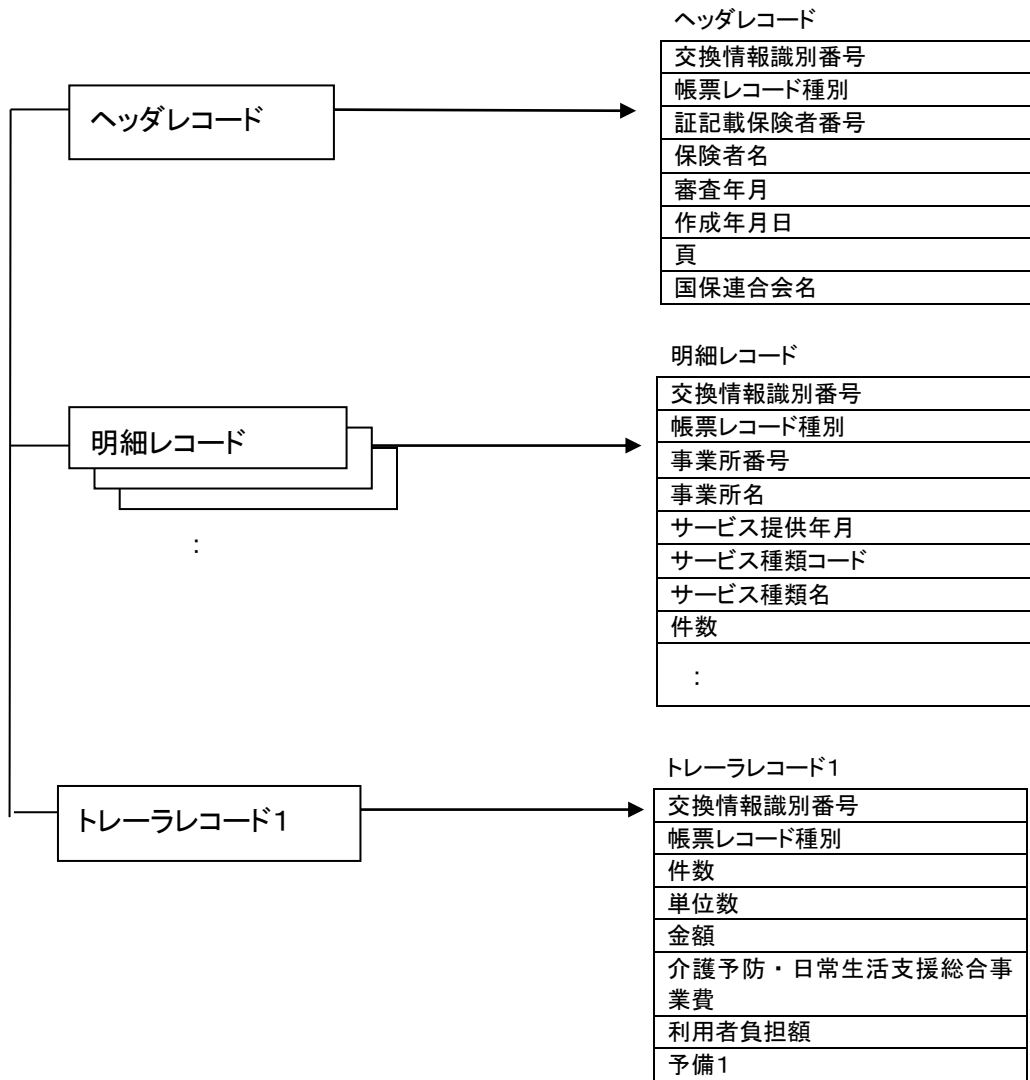 ヘッダレコード
ヘッダレコード
交換情報識別番号
帳票レコード種別
証記載保険者番号
保険者名
審査年月
作成年月日
頁
国保連合会名
明細レコード
:
明細レコード
交換情報識別番号
帳票レコード種別
事業所番号
事業所名
サービス提供年月
サービス種類コード
サービス種類名
件数
:
トレーラレコード1
トレーラレコード1
交換情報識別番号
帳票レコード種別
件数
単位数
金額
介護予防・日常生活支援総合事
業費
利用者負担額
予備1